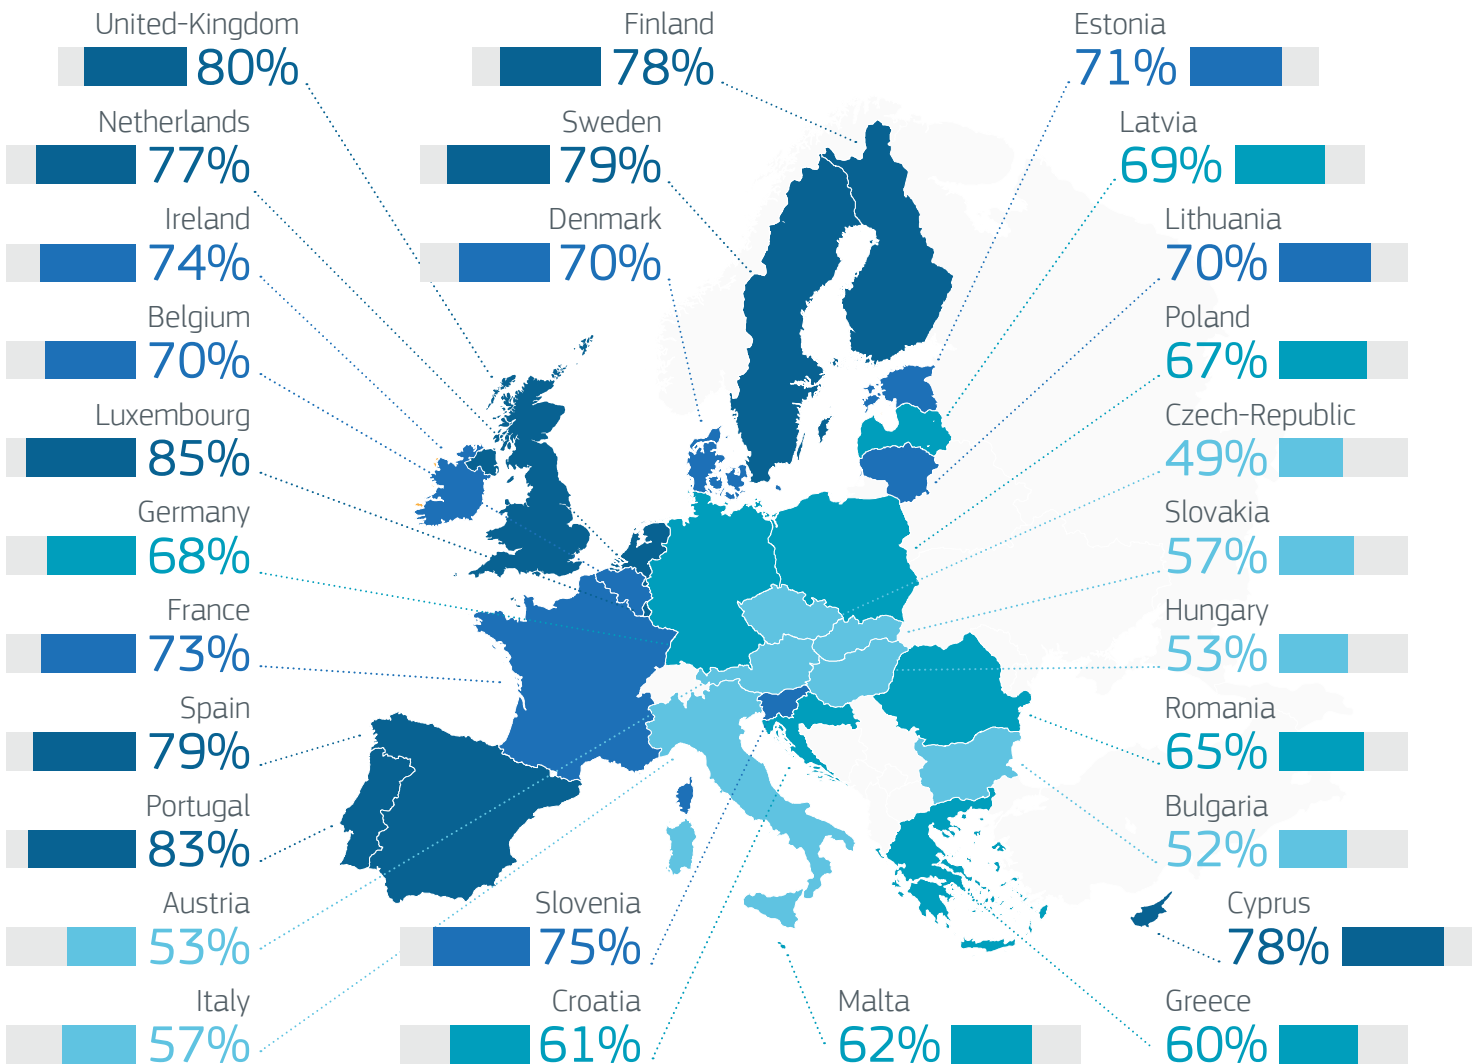 United-Kingdom
80%
Finland
78%
Estonia
71%
Netherlands
77%
Sweden
79%
Latvia
69%
Ireland
74%
Denmark
70%
Lithuania
70%
Belgium
70%
Poland
67%
Luxembourg
85%
Czech-Republic
49%
Germany
68%
Slovakia
57%
France
73%
Hungary
53%
Spain
79%
Romania
65%
Portugal
83%
Bulgaria
52%
Austria
53%
Slovenia
75%
Cyprus
78%
Italy
57%
Croatia
61%
Malta
62%
Greece
60%